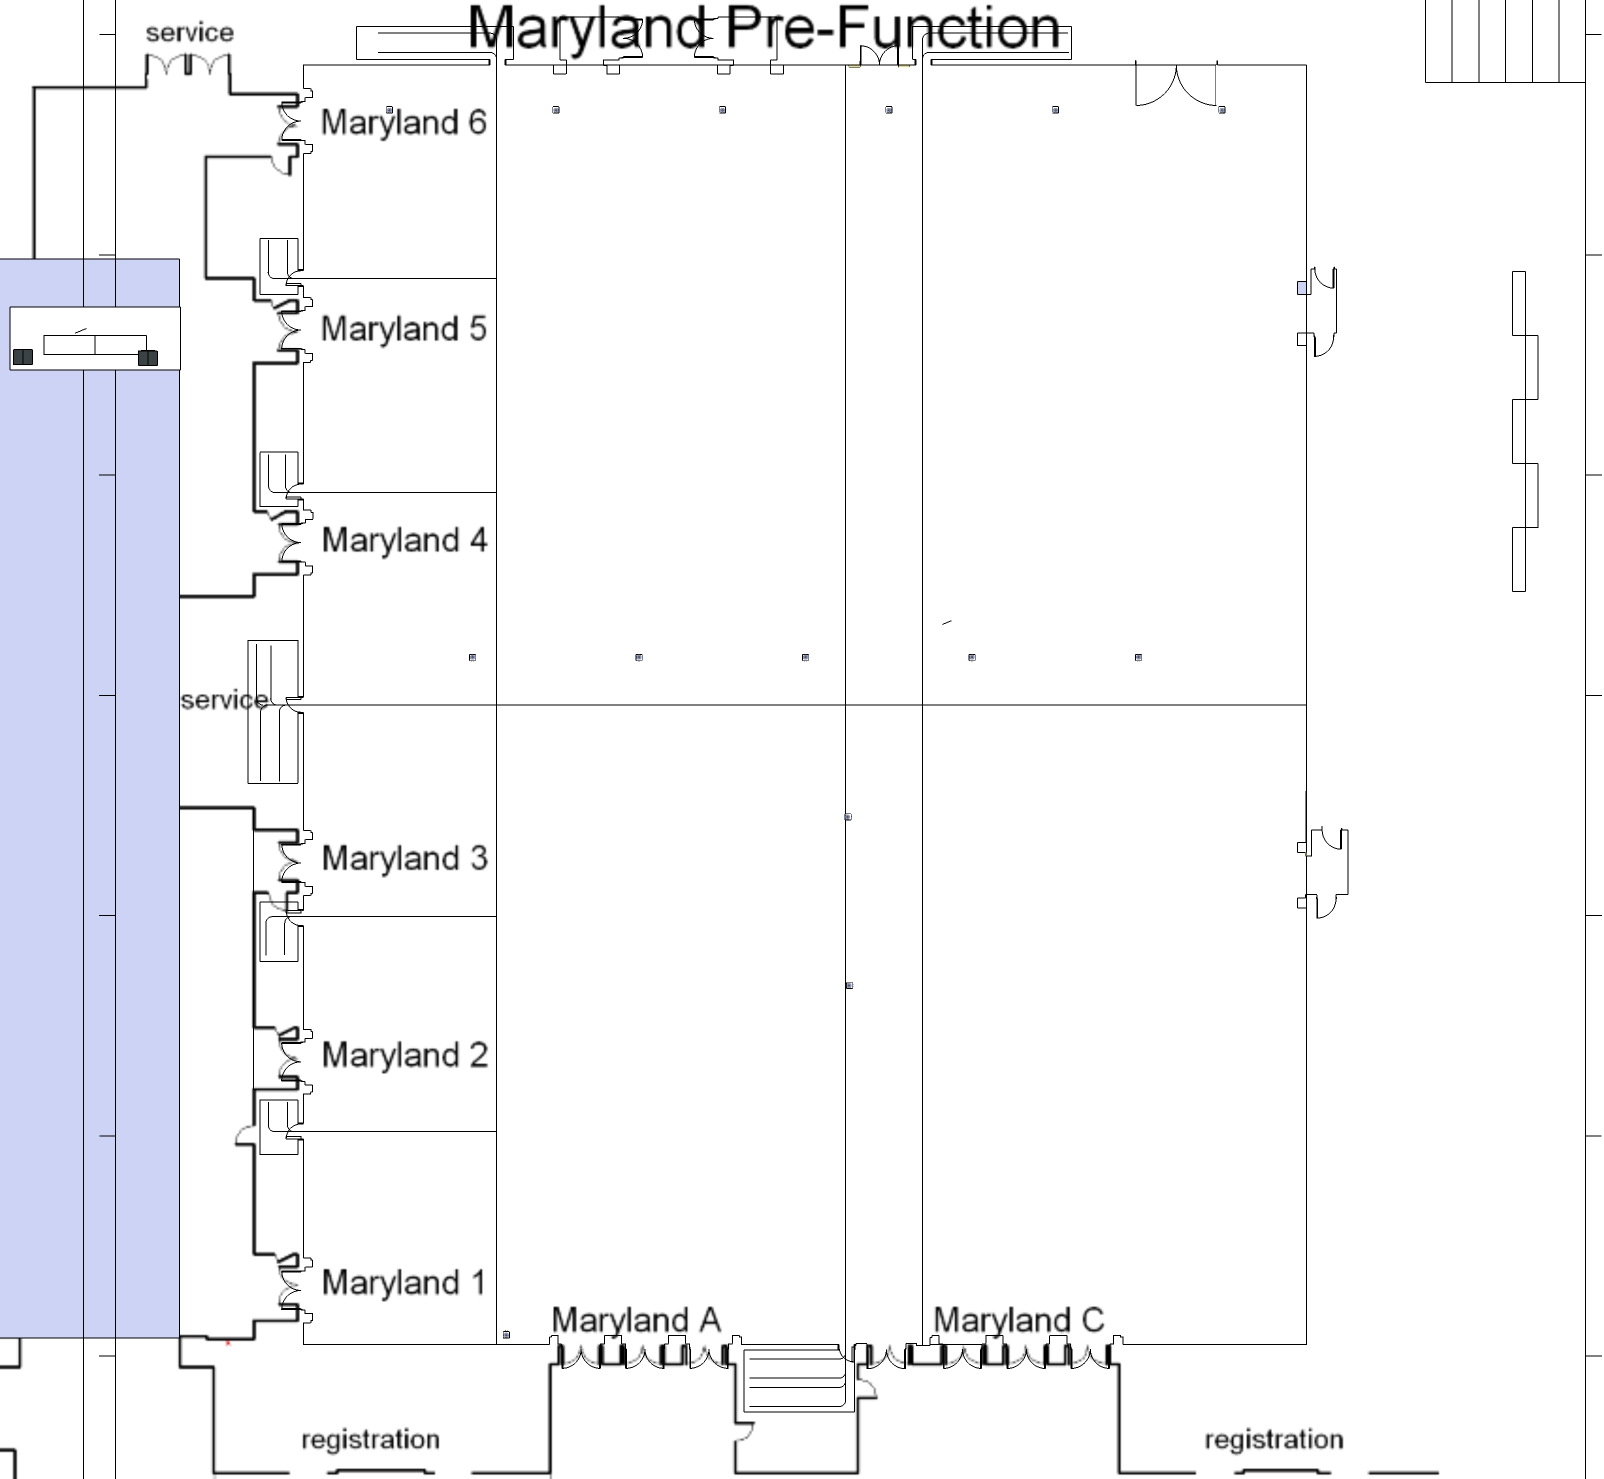 Maryland Pre-Function
service
Maryland 6
Maryland 5
Maryland 4
service
Maryland 3
Maryland 2
Maryland 1
Maryland A
Maryland C
registration
registration